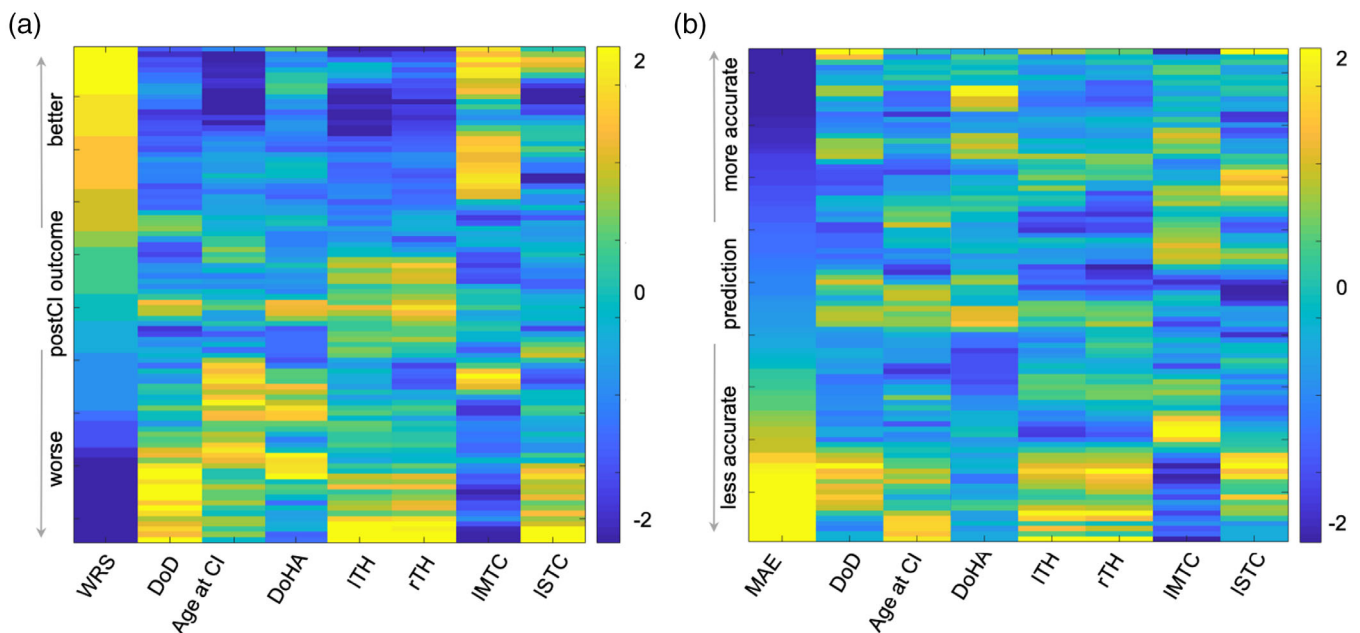 (a)
better
postCI outcome
worse
2
0
-2
WRS
DoD
Age at CI
DoHA
lTH
rTH
lMTC
lSTC
(b)
more accurate
prediction
less accurate
2
0
-2
MAE
DoD
Age at CI
DoHA
lTH
rTH
lMTC
lSTC